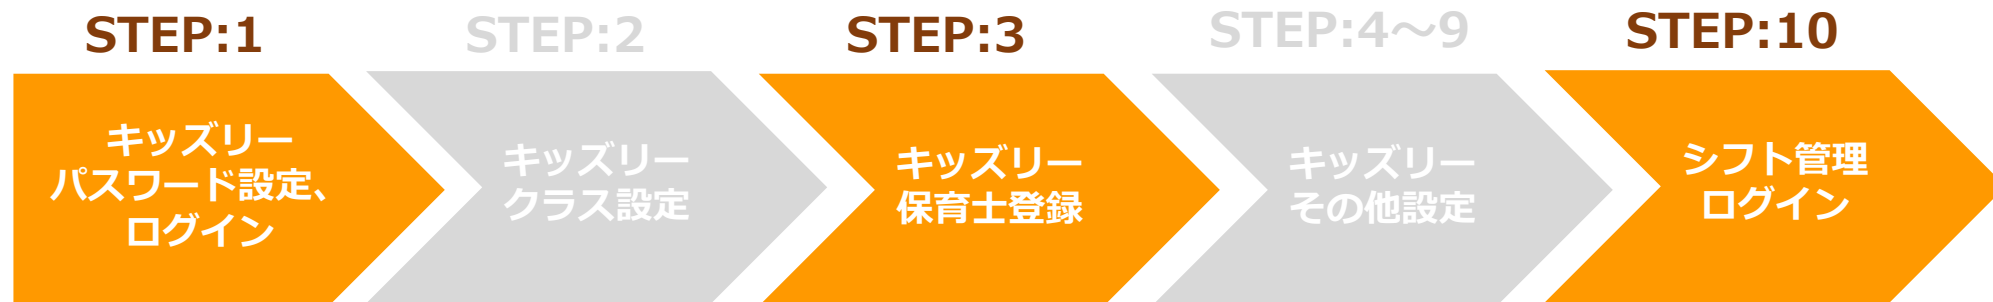 STEP:1
キッズリー
パスワード設定、
ログイン
STEP:2
キッズリー
クラス設定
STEP:3
キッズリー
保育士登録
STEP:4～9
キッズリー
その他設定
STEP:10
シフト管理
ログイン